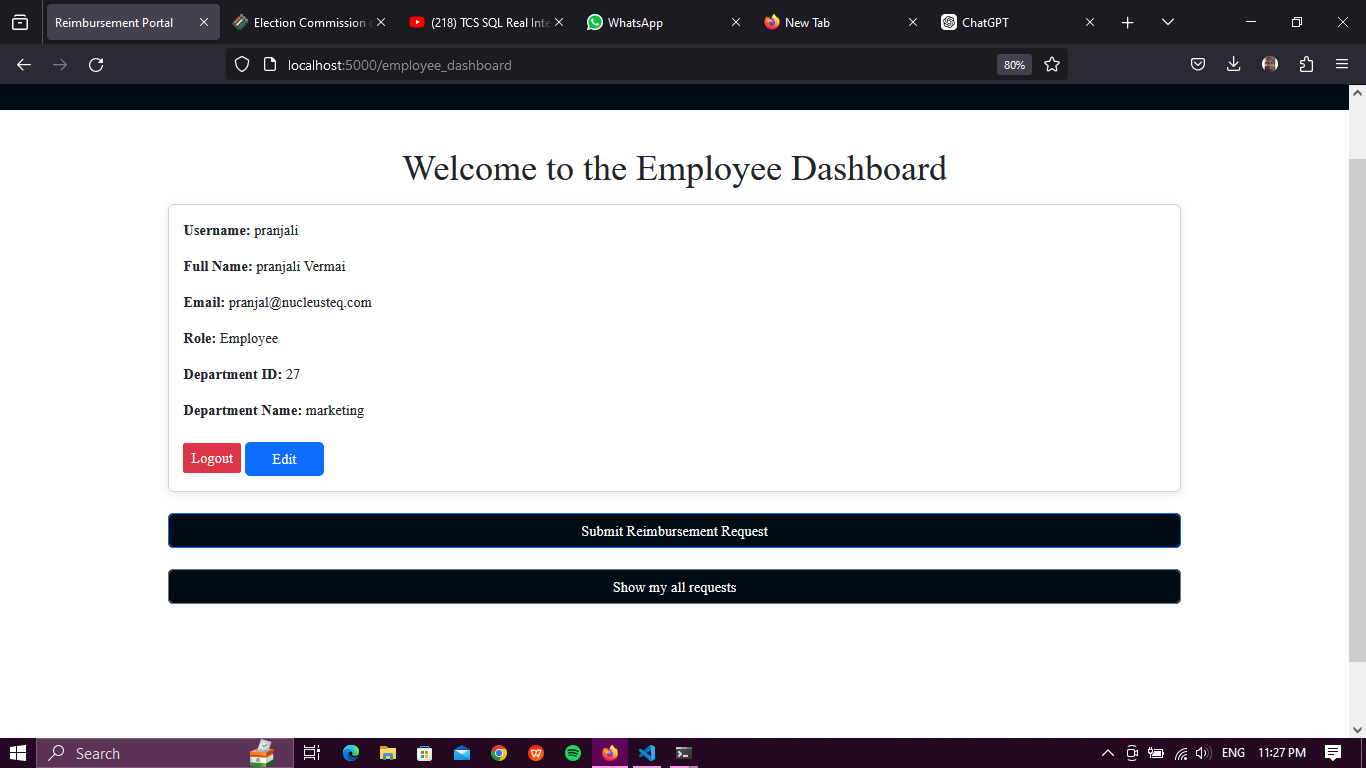 Reimbursement Portal
Election Commission
(218) TCS SQL Real Inte
WhatsApp
New Tab
ChatGPT
localhost:5000/employee_dashboard
80%
Welcome to the Employee Dashboard
Username: pranjali
Full Name: pranjali Vermai
Email: pranjal@nucleusteq.com
Role: Employee
Department ID: 27
Department Name: marketing
Logout Edit
Submit Reimbursement Request
Show my all requests
Search
ENG 11:27 PM